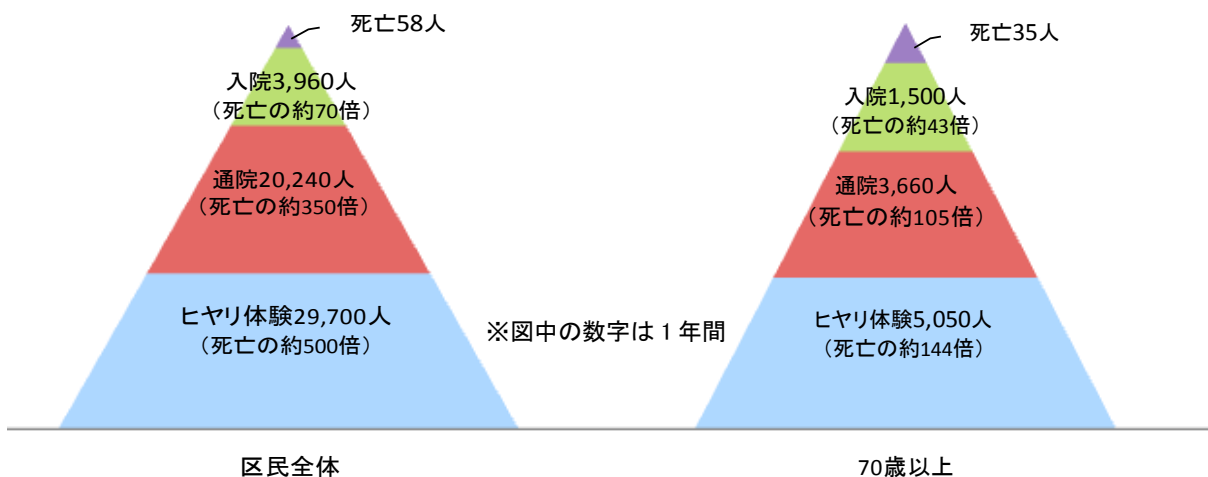 死亡58人
入院3,960人
（死亡の約70倍）
通院20,240人
（死亡の約350倍）
ヒヤリ体験29,700人
（死亡の約500倍）
区民全体
※図中の数字は１年間
死亡35人
入院1,500人
（死亡の約43倍）
通院3,660人
（死亡の約105倍）
ヒヤリ体験5,050人
（死亡の約144倍）
70歳以上